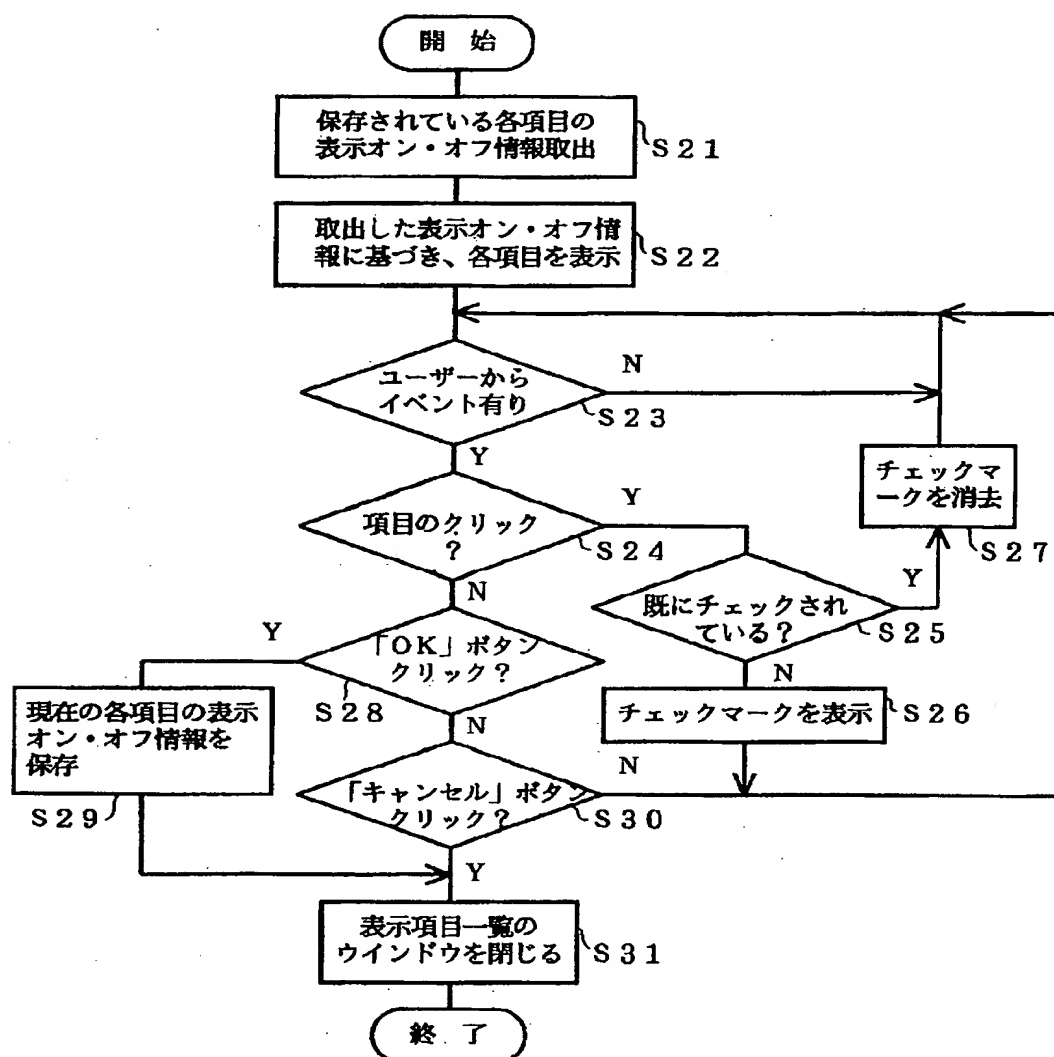 開 始
保存されている各項目の
表示オン・オフ情報取出
S21
取出した表示オン・オフ情
報に基づき、各項目を表示
S22
ユーザーから
イベント有り
N
S23
Y
チェックマ
ークを消去
S27
項目のクリック
?
Y
S24
N
既にチェックされ
ている?
Y
S25
N
「OK」ボタン
クリック?
Y
S28
N
チェックマークを表示
S26
現在の各項目の表示
オン・オフ情報を
保存
S29
「キャンセル」ボタン
クリック?
N
S30
Y
表示項目一覧の
ウインドウを閉じる
S31
終 了